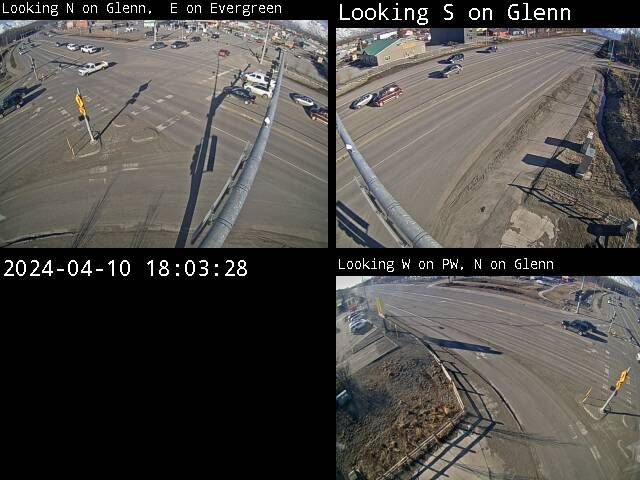 Looking N on Glenn, E on Evergreen
Looking S on Glenn
2024-04-10 18:03:28
Looking W on PW, N on Glenn